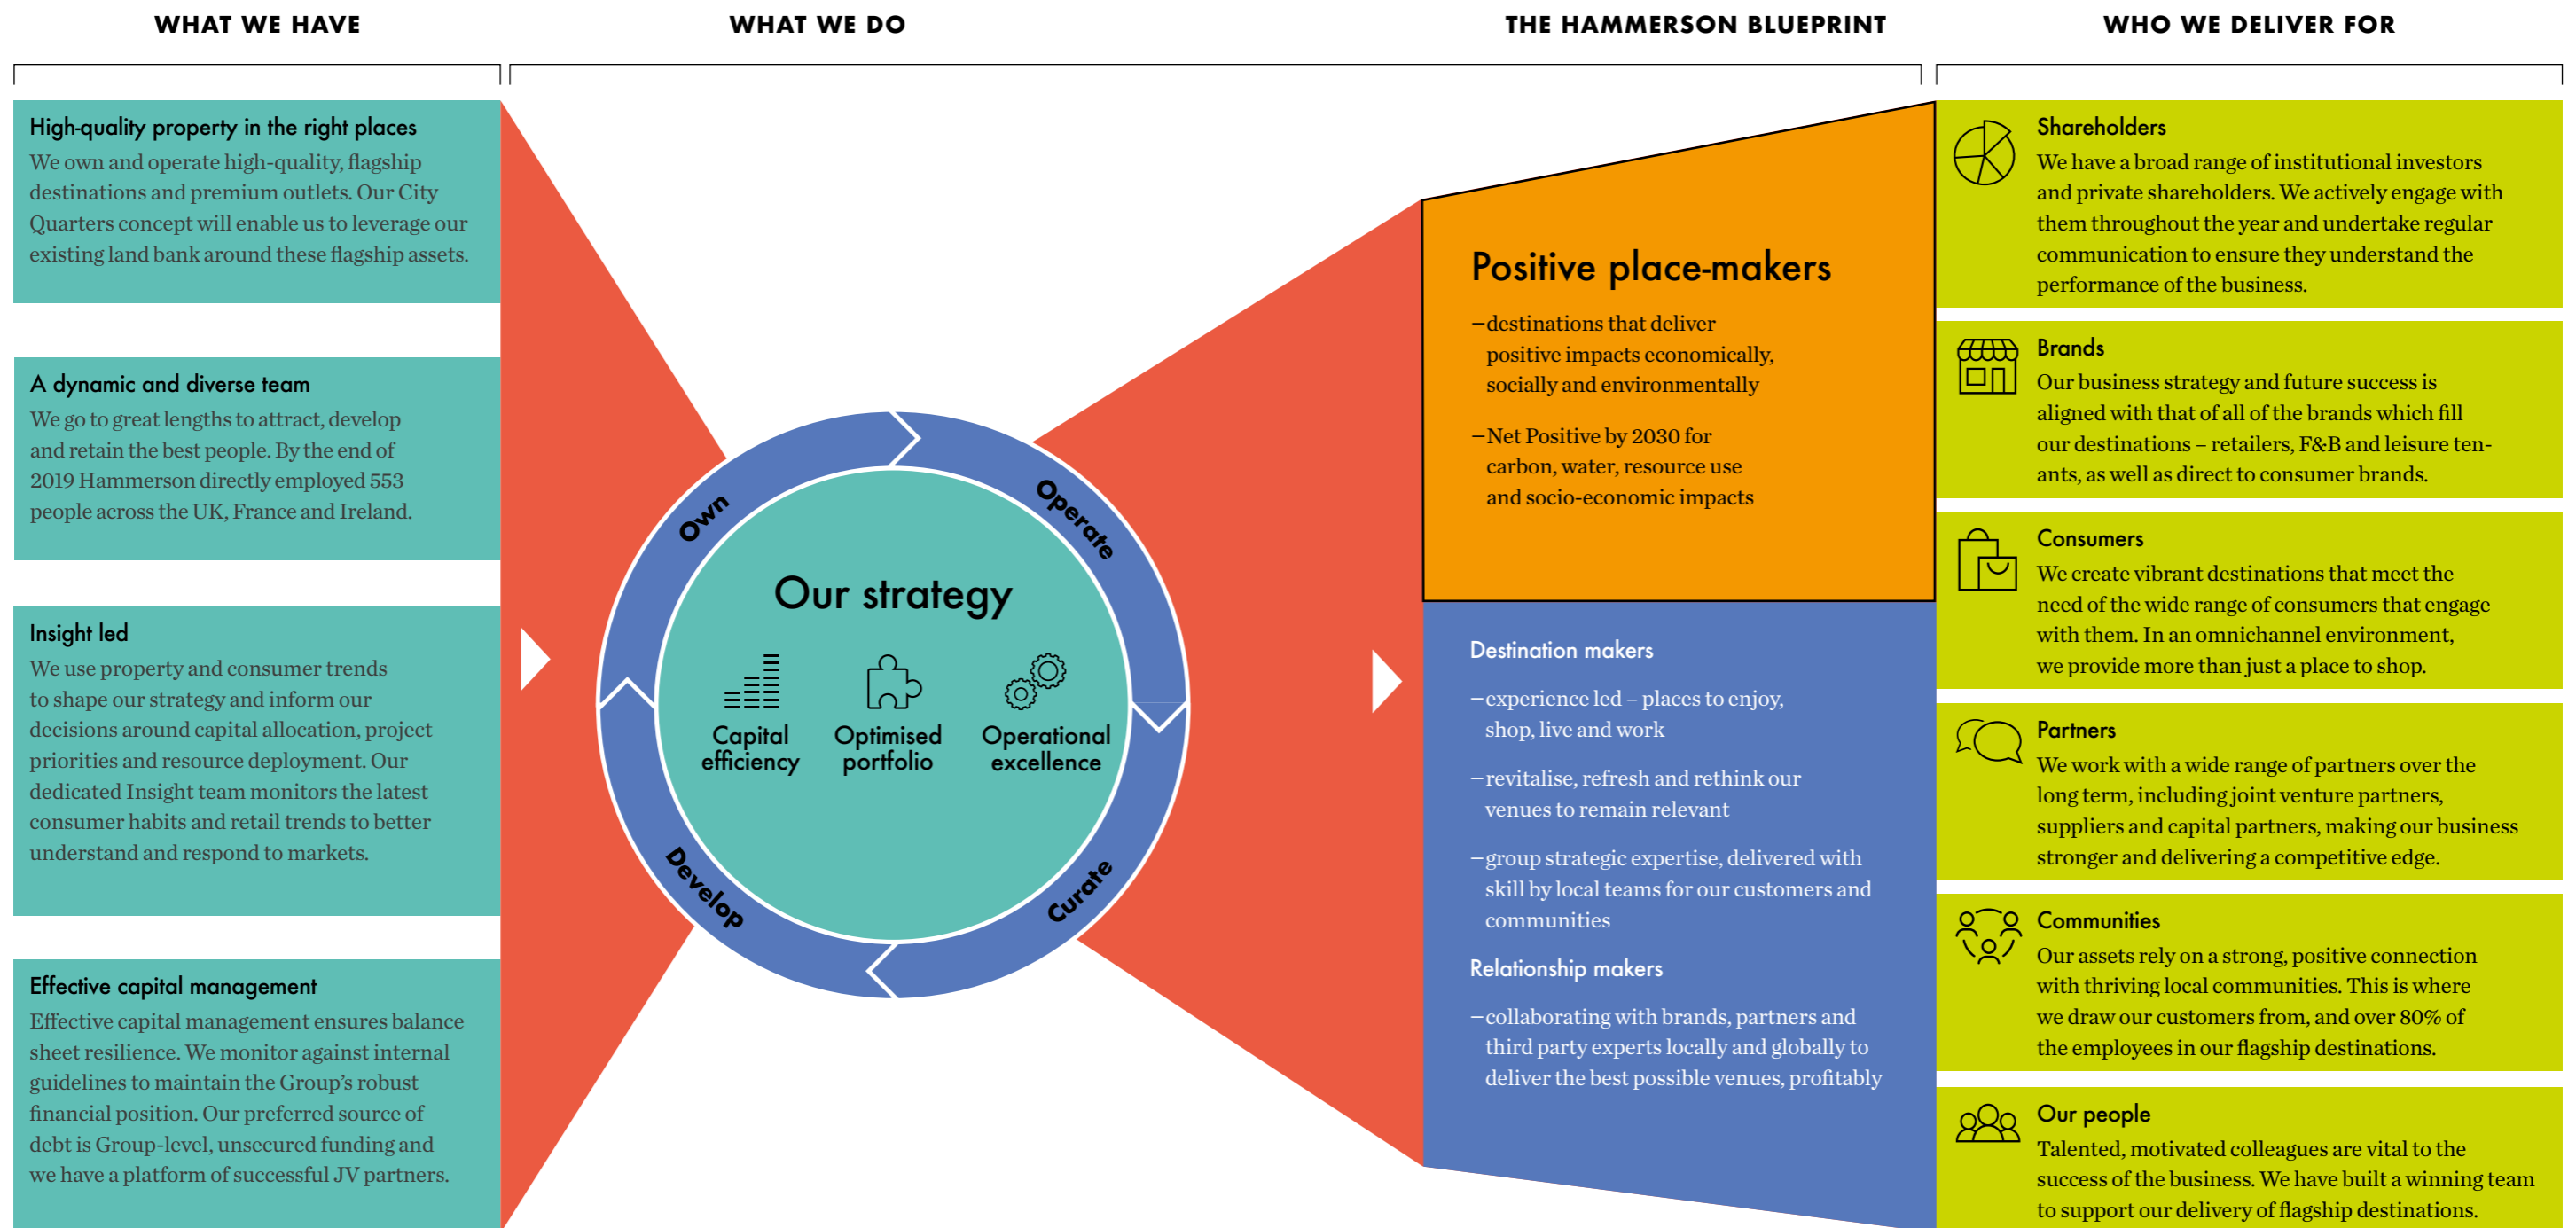 WHAT WE HAVE
WHAT WE DO
THE HAMMERSON BLUEPRINT
WHO WE DELIVER FOR
High-quality property in the right places
We own and operate high-quality, flagship
destinations and premium outlets. Our City
Quarters concept will enable us to leverage our
existing land bank around these flagship assets.
A dynamic and diverse team
We go to great lengths to attract, develop
and retain the best people. By the end of
2019 Hammerson directly employed 553
people across the UK, France and Ireland.
Insight led
We use property and consumer trends
to shape our strategy and inform our
decisions around capital allocation, project
priorities and resource deployment. Our
dedicated Insight team monitors the latest
consumer habits and retail trends to better
understand and respond to markets.
Effective capital management
Effective capital management ensures balance
sheet resilience. We monitor against internal
guidelines to maintain the Group's robust
financial position. Our preferred source of
debt is Group-level, unsecured funding and
we have a platform of successful JV partners.
Own
Operate
Curate
Develop
Our strategy
Capital
efficiency
Optimised
portfolio
Operational
excellence
Positive place-makers
–destinations that deliver
positive impacts economically,
socially and environmentally
–Net Positive by 2030 for
carbon, water, resource use
and socio-economic impacts
Destination makers
–experience led – places to enjoy,
shop, live and work
–revitalise, refresh and rethink our
venues to remain relevant
–group strategic expertise, delivered with
skill by local teams for our customers and
communities
Relationship makers
–collaborating with brands, partners and
third party experts locally and globally to
deliver the best possible venues, profitably
Shareholders
We have a broad range of institutional investors
and private shareholders. We actively engage with
them throughout the year and undertake regular
communication to ensure they understand the
performance of the business.
Brands
Our business strategy and future success is
aligned with that of all of the brands which fill
our destinations – retailers, F&B and leisure ten-
ants, as well as direct to consumer brands.
Consumers
We create vibrant destinations that meet the
need of the wide range of consumers that engage
with them. In an omnichannel environment,
we provide more than just a place to shop.
Partners
We work with a wide range of partners over the
long term, including joint venture partners,
suppliers and capital partners, making our business
stronger and delivering a competitive edge.
Communities
Our assets rely on a strong, positive connection
with thriving local communities. This is where
we draw our customers from, and over 80% of
the employees in our flagship destinations.
Our people
Talented, motivated colleagues are vital to the
success of the business. We have built a winning team
to support our delivery of flagship destinations.